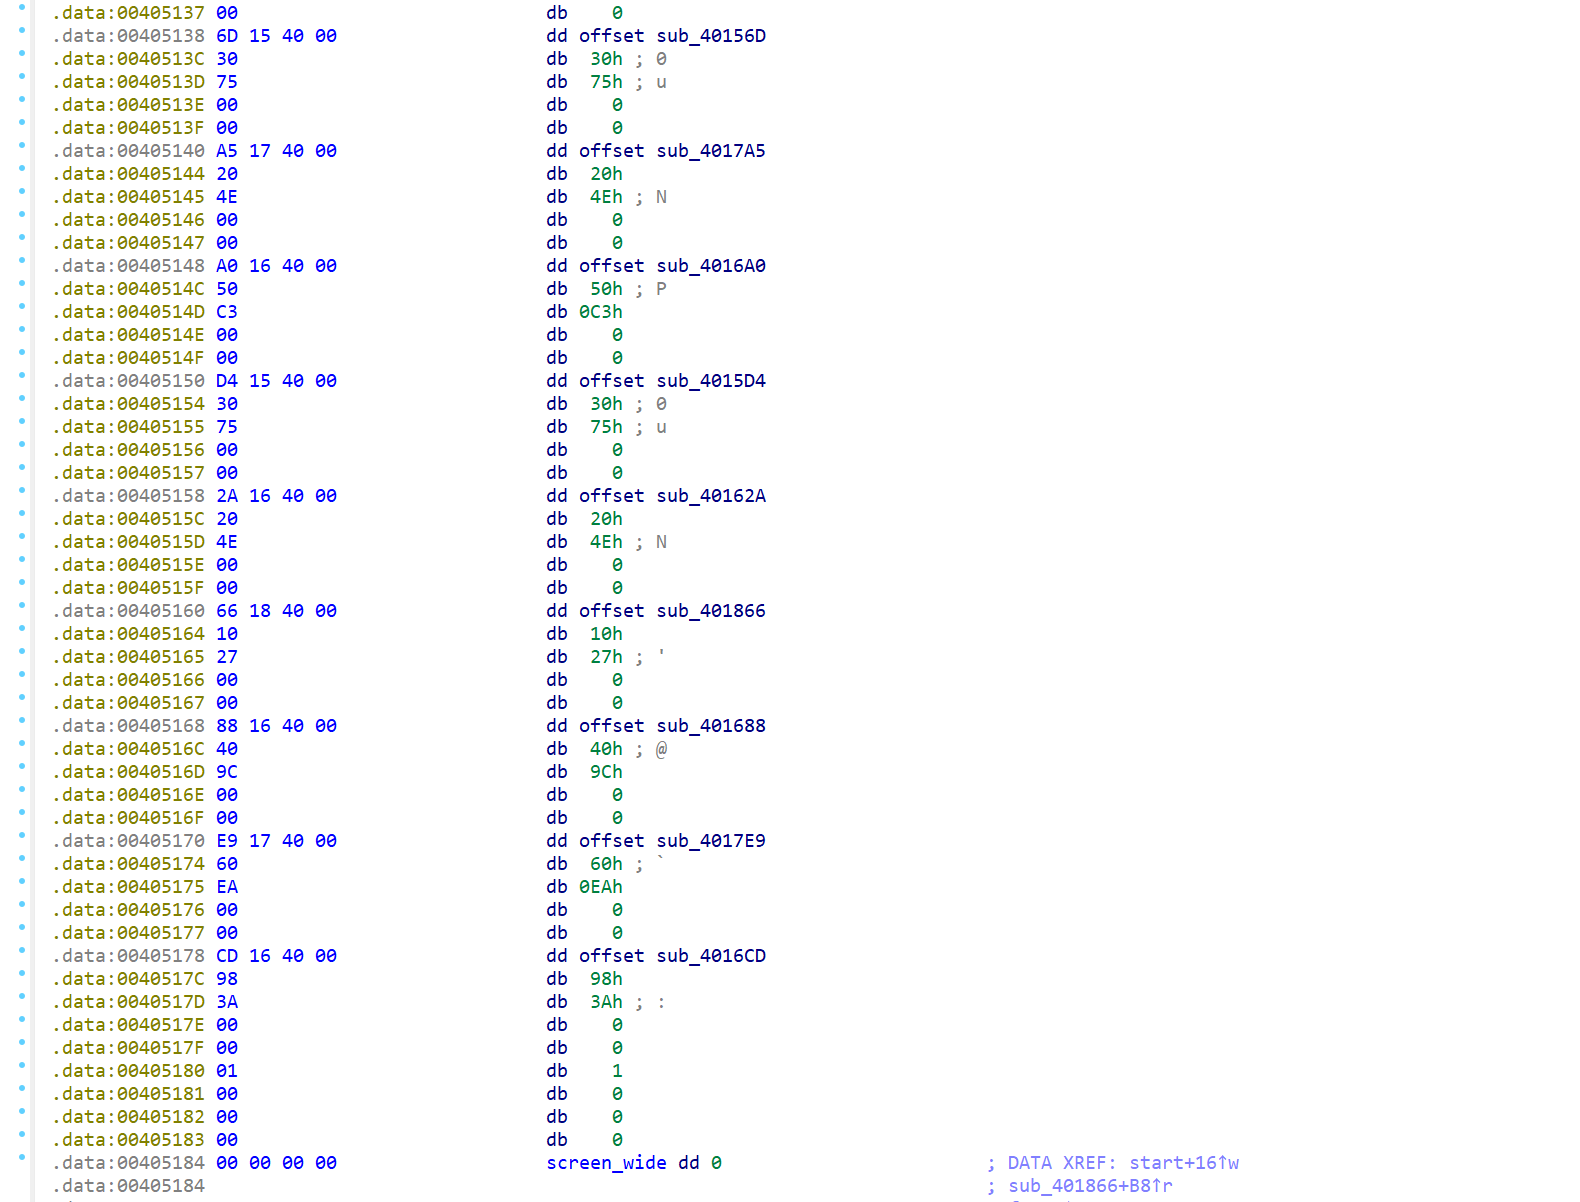 .data:00405137 00 db 0
.data:00405138 6D 15 40 00 dd offset sub_40156D
.data:0040513C 30 db 30h ; 0
.data:0040513D 75 db 75h ; u
.data:0040513E 00 db 0
.data:0040513F 00 db 0
.data:00405140 A5 17 40 00 dd offset sub_4017A5
.data:00405144 20 db 20h
.data:00405145 4E db 4Eh ; N
.data:00405146 00 db 0
.data:00405147 00 db 0
.data:00405148 A0 16 40 00 dd offset sub_4016A0
.data:0040514C 50 db 50h ; P
.data:0040514D C3 db 0C3h
.data:0040514E 00 db 0
.data:0040514F 00 db 0
.data:00405150 D4 15 40 00 dd offset sub_4015D4
.data:00405154 30 db 30h ; 0
.data:00405155 75 db 75h ; u
.data:00405156 00 db 0
.data:00405157 00 db 0
.data:00405158 2A 16 40 00 dd offset sub_40162A
.data:0040515C 20 db 20h
.data:0040515D 4E db 4Eh ; N
.data:0040515E 00 db 0
.data:0040515F 00 db 0
.data:00405160 66 18 40 00 dd offset sub_401866
.data:00405164 10 db 10h
.data:00405165 27 db 27h ; '
.data:00405166 00 db 0
.data:00405167 00 db 0
.data:00405168 88 16 40 00 dd offset sub_401688
.data:0040516C 40 db 40h ; @
.data:0040516D 9C db 9Ch
.data:0040516E 00 db 0
.data:0040516F 00 db 0
.data:00405170 E9 17 40 00 dd offset sub_4017E9
.data:00405174 60 db 60h ; `
.data:00405175 EA db 0EAh
.data:00405176 00 db 0
.data:00405177 00 db 0
.data:00405178 CD 16 40 00 dd offset sub_4016CD
.data:0040517C 98 db 98h
.data:0040517D 3A db 3Ah ; :
.data:0040517E 00 db 0
.data:0040517F 00 db 0
.data:00405180 01 db 1
.data:00405181 00 db 0
.data:00405182 00 db 0
.data:00405183 00 db 0
.data:00405184 00 00 00 00 screen_wide dd 0 ; DATA XREF: start+16↑w
.data:00405184 ; sub_401866+B8↑r